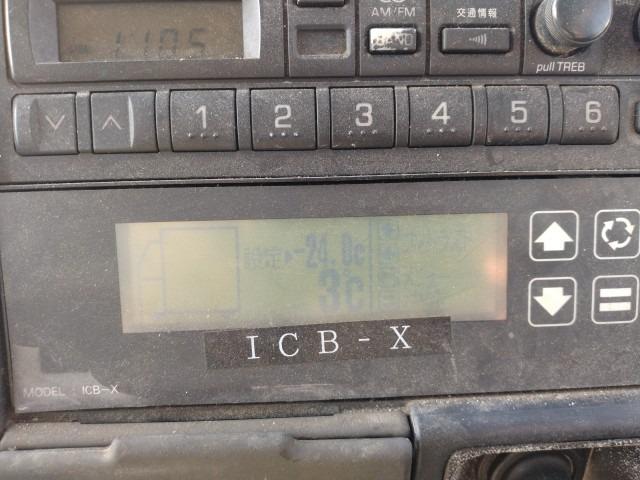 1105
AM/FM
BAND
交通情報
pull TREB
1 2 3 4 5 6
設定 -24.0c
3℃
ICB-X
MODEL : ICB-X